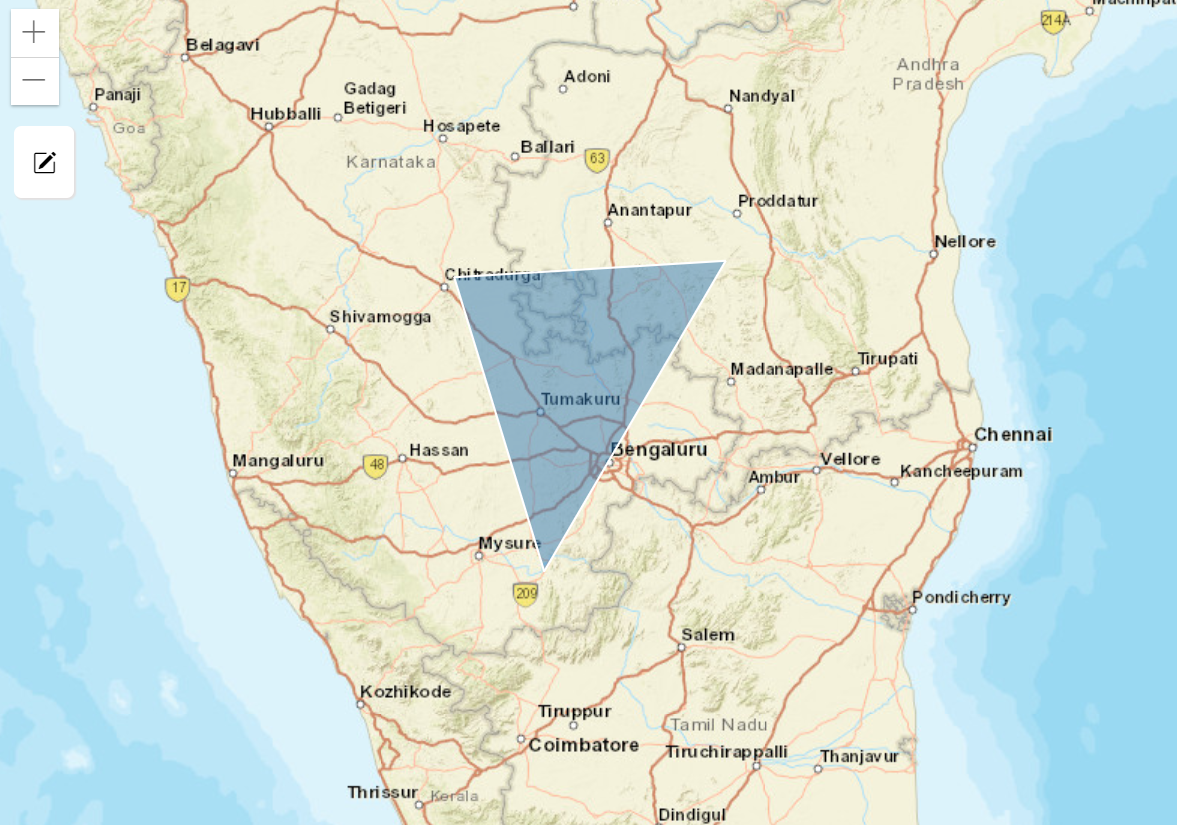 Belagavi
214A
Andhra
Pradesh
Adoni
Panaji
Gadag
Betigeri
Nandyal
Goa
Hubballi
Hosapete
Karnataka
Ballari
63
Anantapur
Proddatur
Nellore
Chitradurga
17
Shivamogga
Madanapalle
Tirupati
Tumakuru
Chennai
Mangaluru
48
Hassan
Bengaluru
Vellore
Kancheepuram
Ambur
Mysure
209
Pondicherry
Salem
Kozhikode
Tiruppur
Tamil Nadu
Coimbatore
Tiruchirappalli
Thanjavur
Thrissur
Kerala
Dindigul